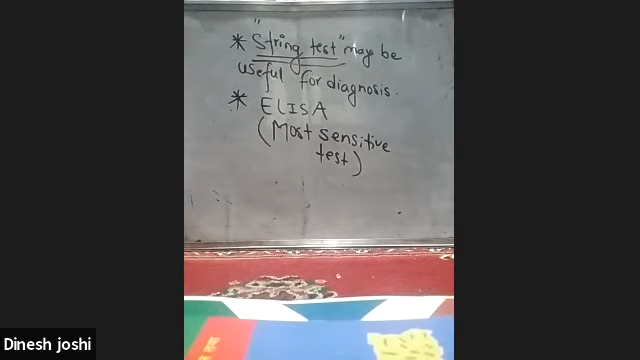 * "String test" may be
useful for diagnosis.
* ELISA
(Most sensitive
test)
Dinesh joshi